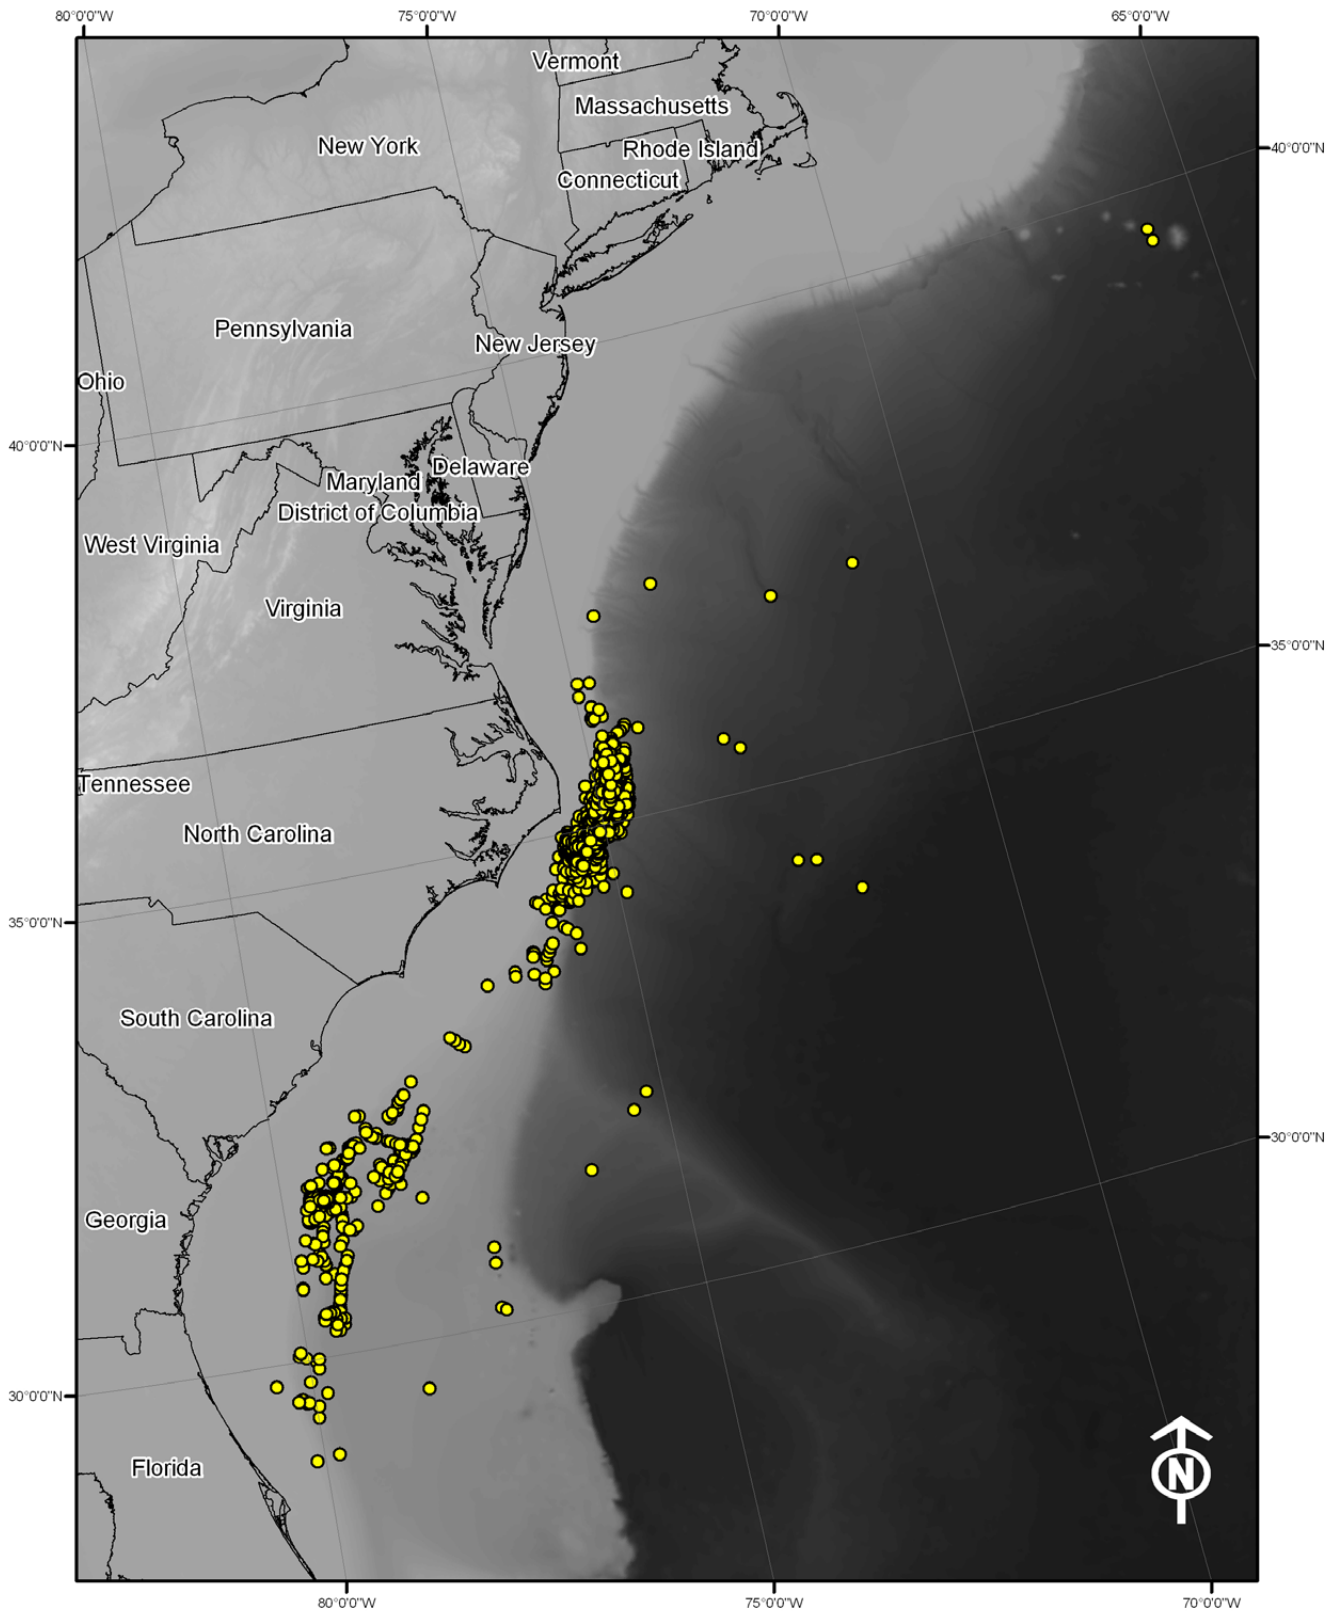 80°0'0"W 75°0'0"W 70°0'0"W 65°0'0"W
Vermont
Massachusetts
New York
Rhode Island
40°0'0"N
Connecticut
Pennsylvania
New Jersey
Ohio
40°0'0"N
Delaware
Maryland
District of Columbia
West Virginia
Virginia
35°0'0"N
Tennessee
North Carolina
35°0'0"N
South Carolina
30°0'0"N
Georgia
30°0'0"N
Florida
N
80°0'0"W 75°0'0"W 70°0'0"W